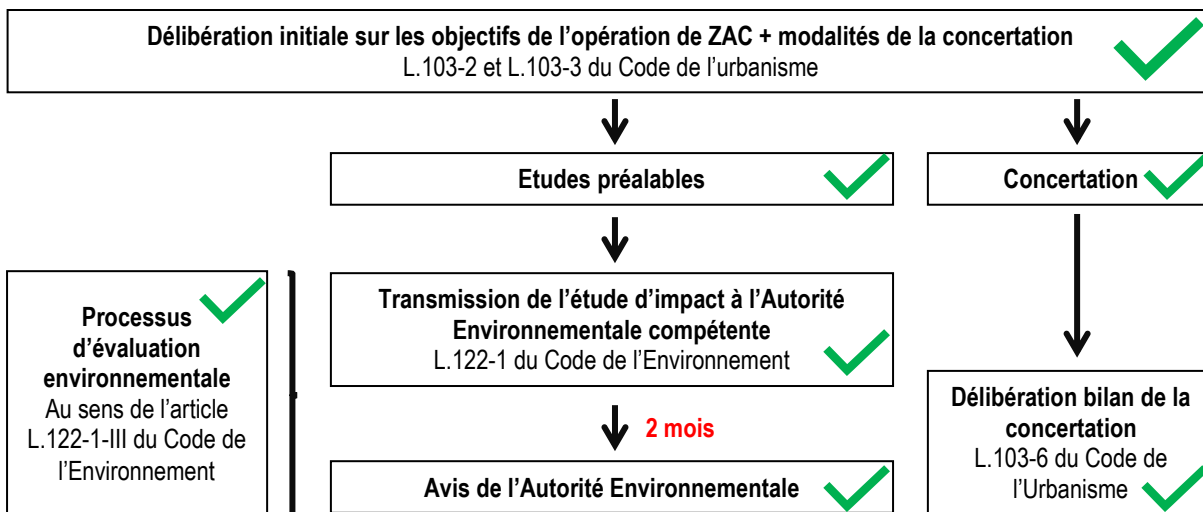 Délibération initiale sur les objectifs de l’opération de ZAC + modalités de la concertation
L.103-2 et L.103-3 du Code de l’urbanisme
Etudes préalables
Concertation
Processus
d’évaluation
environnementale
Au sens de l’article
L.122-1-III du Code de
l’Environnement
Transmission de l’étude d’impact à l’Autorité
Environnementale compétente
L.122-1 du Code de l’Environnement
2 mois
Avis de l’Autorité Environnementale
Délibération bilan de la
concertation
L.103-6 du Code de
l’Urbanisme